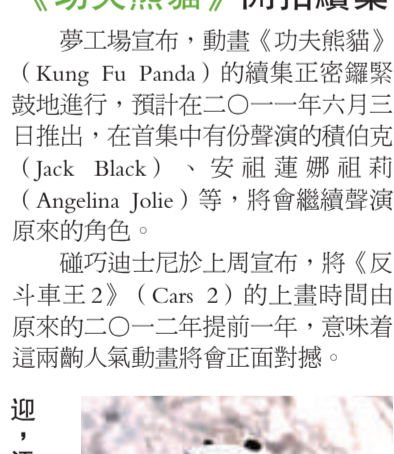 《功夫熊貓》開拍續集
夢工場宣布，動畫《功夫熊貓》
（Kung Fu Panda）的續集正密鑼緊
鼓地進行，預計在二〇一一年六月三
日推出，在首集中有份聲演的積伯克
（Jack Black）、安祖蓮娜祖莉
（Angelina Jolie）等，將會繼續聲演
原來的角色。
碰巧迪士尼於上周宣布，將《反
斗車王2》（Cars 2）的上畫時間由
原來的二〇一二年提前一年，意味着
這兩齣人氣動畫將會正面對撼。
迎，